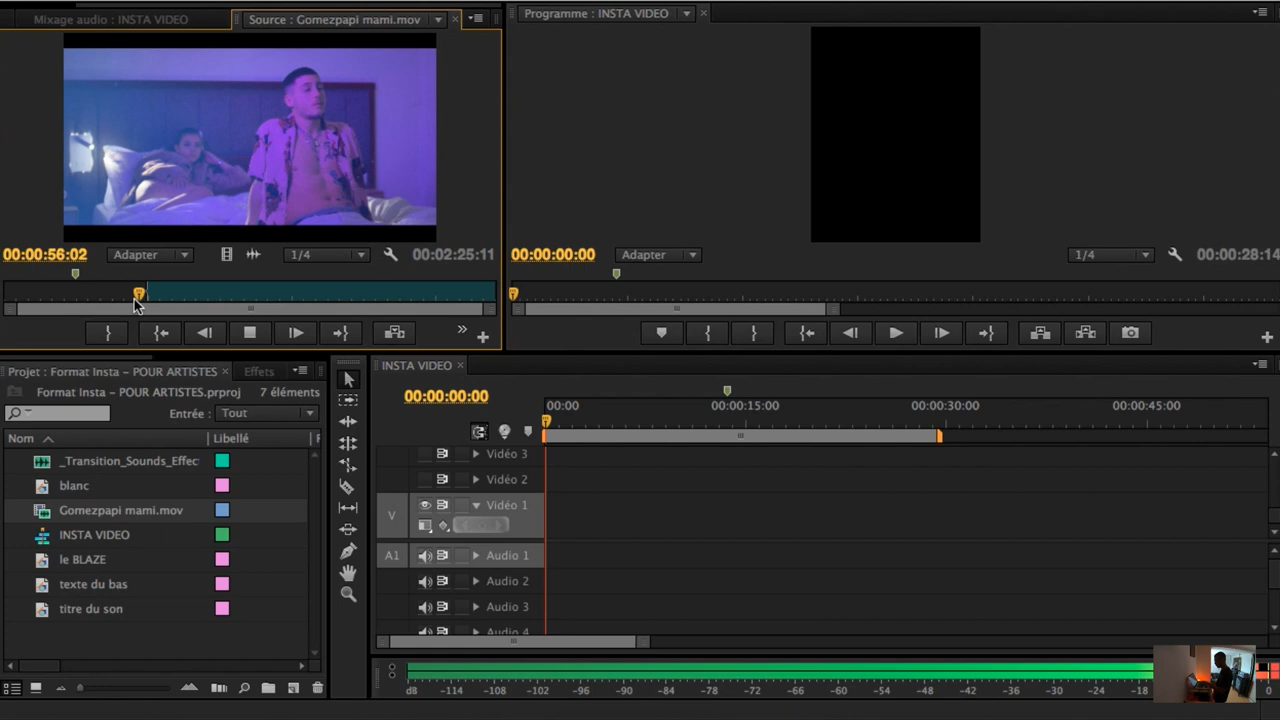 Mixage audio : INSTA VIDEO
Source : Gomezpapi mami.mov
Programme : INSTA VIDEO
00:00:56:02
Adapter
1/4
00:02:25:11
00:00:00:00
Adapter
1/4
00:00:28:14
Projet : Format Insta – POUR ARTISTES
Effets
Format Insta – POUR ARTISTES.prproj
7 éléments
Entrée :
Tout
Nom
Libellé
_Transition_Sounds_Effec
blanc
Gomezpapi mami.mov
INSTA VIDEO
le BLAZE
texte du bas
titre du son
INSTA VIDEO
00:00:00:00
00:00
00:00:15:00
00:00:30:00
00:00:45:00
Vidéo 3
Vidéo 2
V
Vidéo 1
A1
Audio 1
Audio 2
Audio 3
Audio 4
dB -114 -108 -102 -96 -90 -84 -78 -72 -66 -60 -54 -48 -42 -36 -30 -24 -18 0